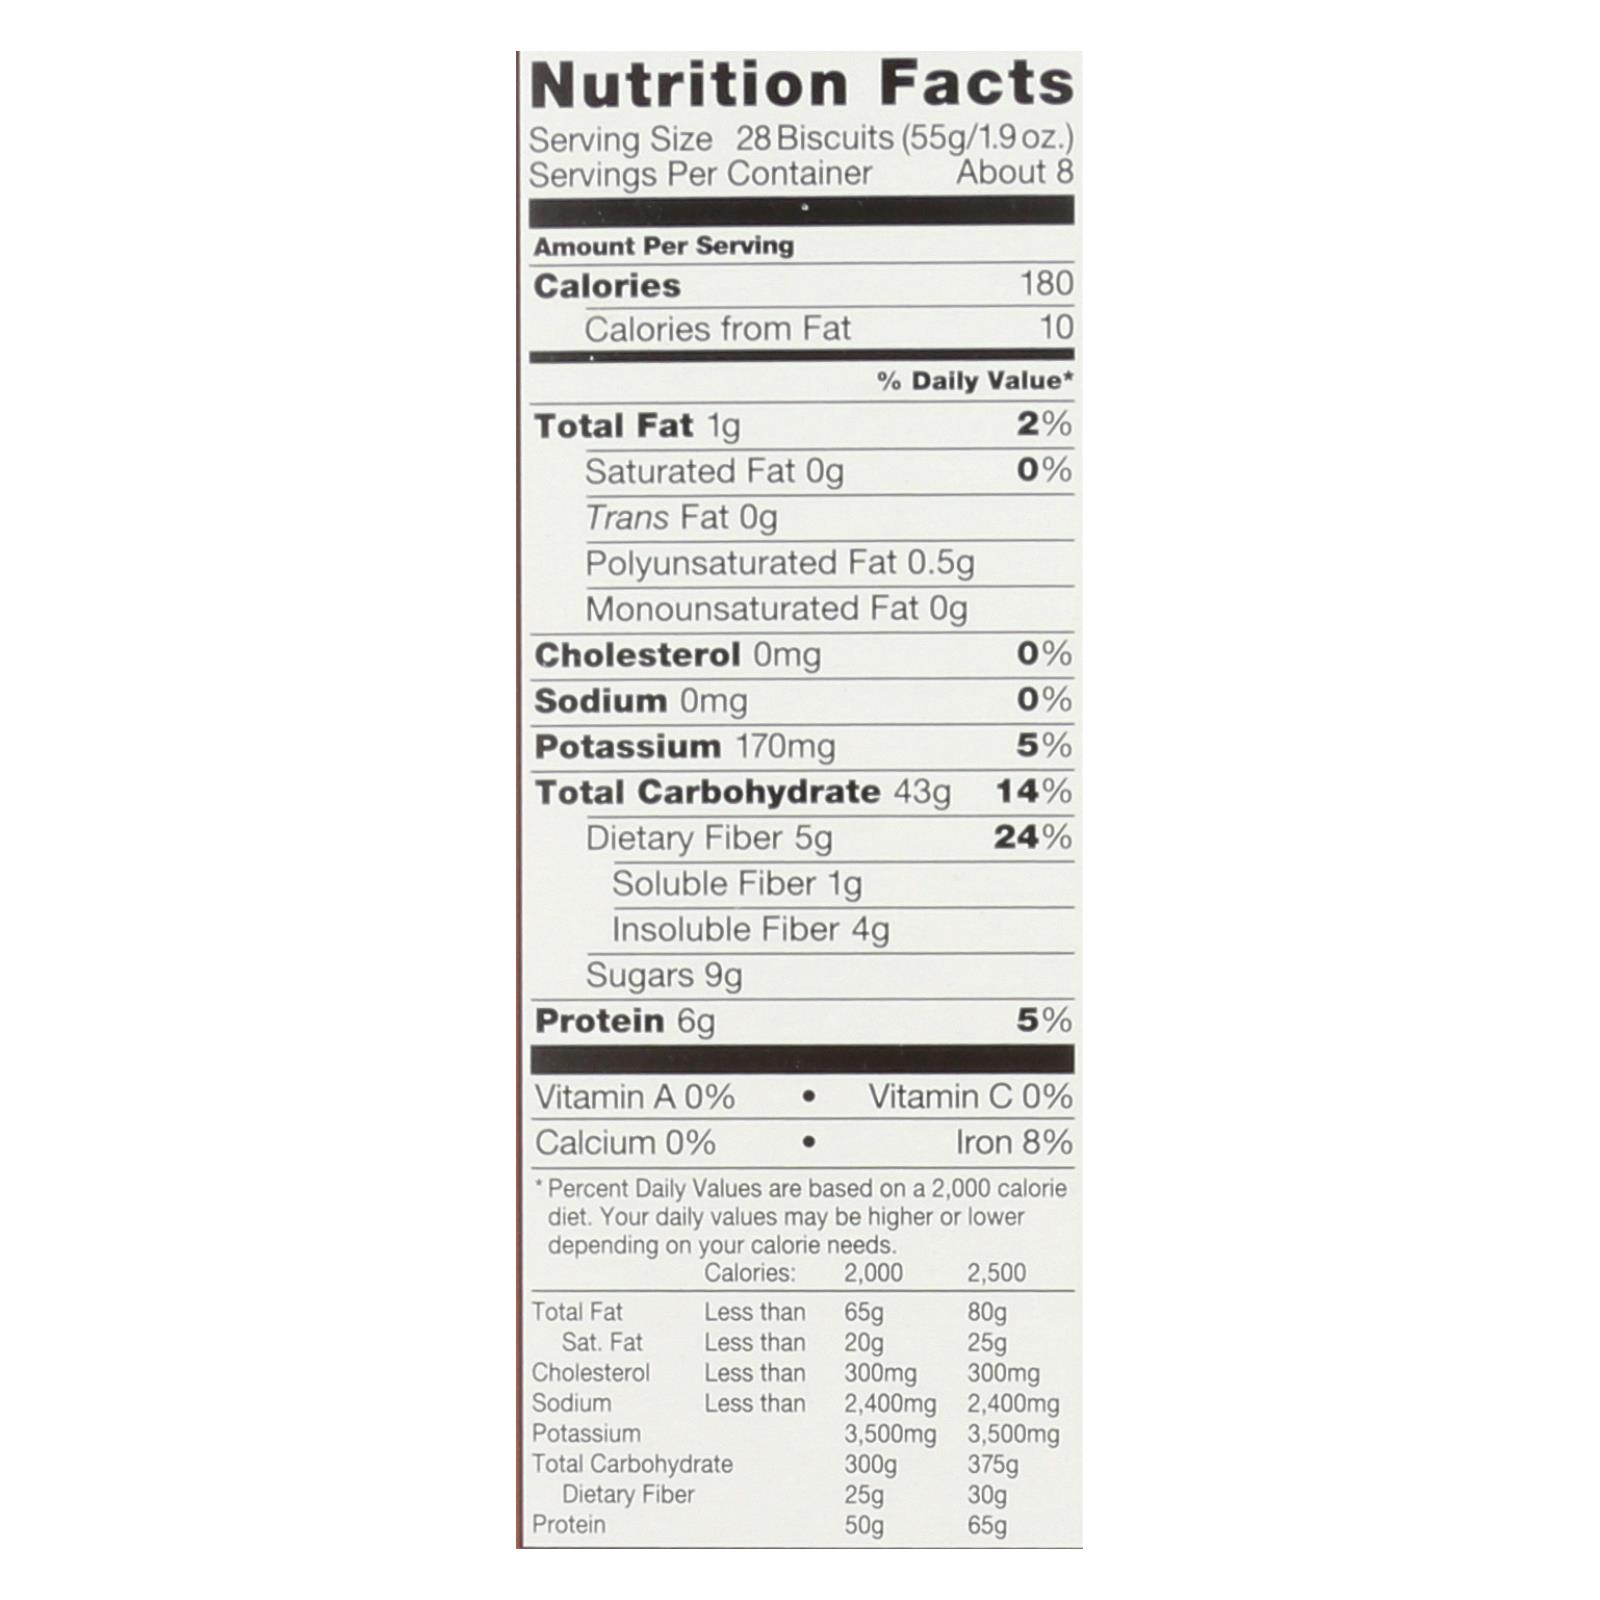 Nutrition Facts
Serving Size 28 Biscuits (55g/1.9 oz.)
Servings Per Container About 8
Amount Per Serving
Calories 180
Calories from Fat 10
% Daily Value*
Total Fat 1g 2%
Saturated Fat 0g 0%
Trans Fat 0g
Polyunsaturated Fat 0.5g
Monounsaturated Fat 0g
Cholesterol 0mg 0%
Sodium 0mg 0%
Potassium 170mg 5%
Total Carbohydrate 43g 14%
Dietary Fiber 5g 24%
Soluble Fiber 1g
Insoluble Fiber 4g
Sugars 9g
Protein 6g 5%
Vitamin A 0% • Vitamin C 0%
Calcium 0% • Iron 8%
* Percent Daily Values are based on a 2,000 calorie
diet. Your daily values may be higher or lower
depending on your calorie needs.
Calories: 2,000 2,500
Total Fat Less than 65g 80g
Sat. Fat Less than 20g 25g
Cholesterol Less than 300mg 300mg
Sodium Less than 2,400mg 2,400mg
Potassium 3,500mg 3,500mg
Total Carbohydrate 300g 375g
Dietary Fiber 25g 30g
Protein 50g 65g